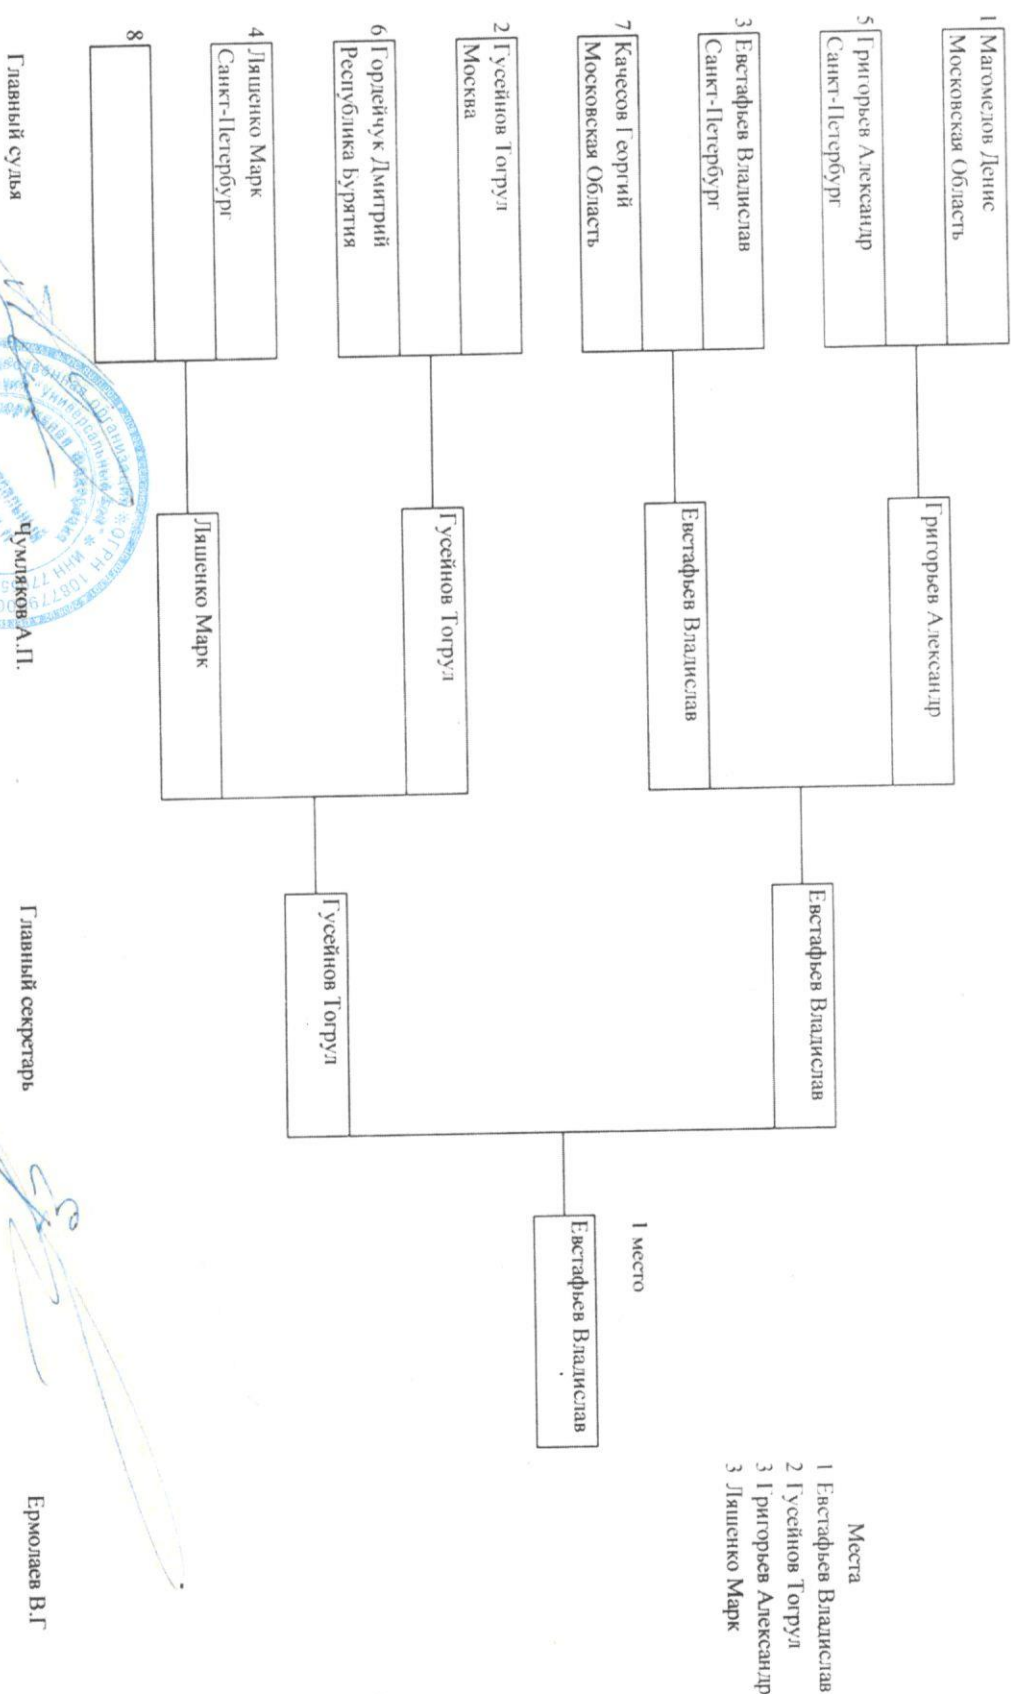 1 Магомедов Денис
Московская Область
5 Григорьев Александр
Санкт-Петербург
3 Евстафьев Владислав
Санкт-Петербург
7 Качесов Георгий
Московская Область
2 Гусейнов Тогрул
Москва
6 Гордейчук Дмитрий
Республика Бурятия
4 Ляшенко Марк
Санкт-Петербург
8
Григорьев Александр
Евстафьев Владислав
Гусейнов Тогрул
Ляшенко Марк
Евстафьев Владислав
Гусейнов Тогрул
1 место
Евстафьев Владислав
Места
1 Евстафьев Владислав
2 Гусейнов Тогрул
3 Григорьев Александр
3 Ляшенко Марк
Главный судья
Чумляков А.П.
Главный секретарь
Ермолаев В.Г